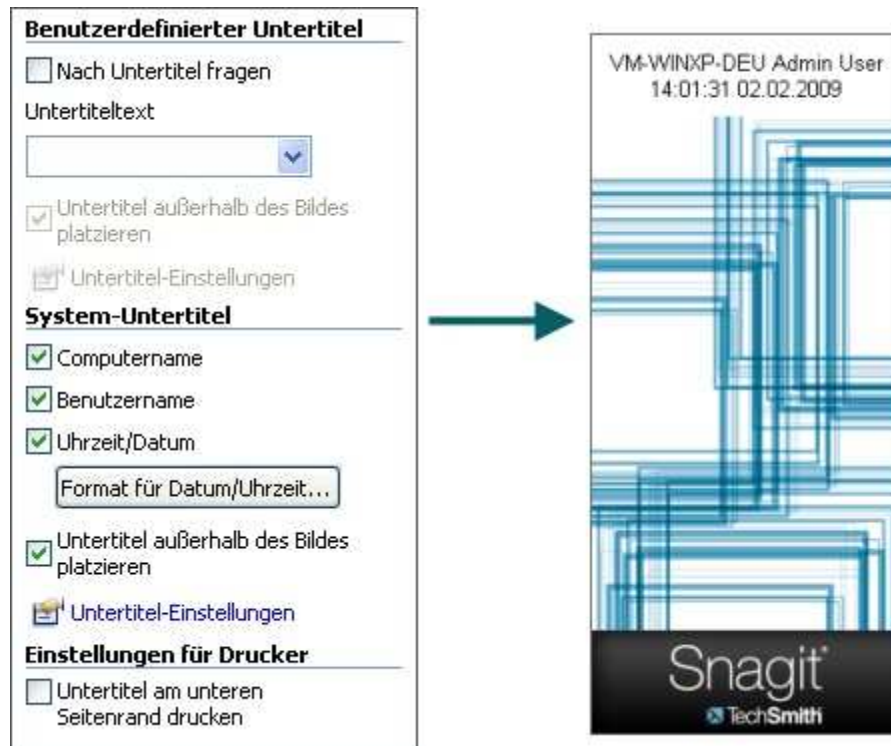 Benutzerdefinierter Untertitel
Nach Untertitel fragen
Untertiteltext
Untertitel außerhalb des Bildes
platzieren
Untertitel-Einstellungen
System-Untertitel
Computername
Benutzername
Uhrzeit/Datum
Format für Datum/Uhrzeit...
Untertitel außerhalb des Bildes
platzieren
Untertitel-Einstellungen
Einstellungen für Drucker
Untertitel am unteren
Seitenrand drucken
VM-WINXP-DEU Admin User
14:01:31 02.02.2009
Snagit®
TechSmith